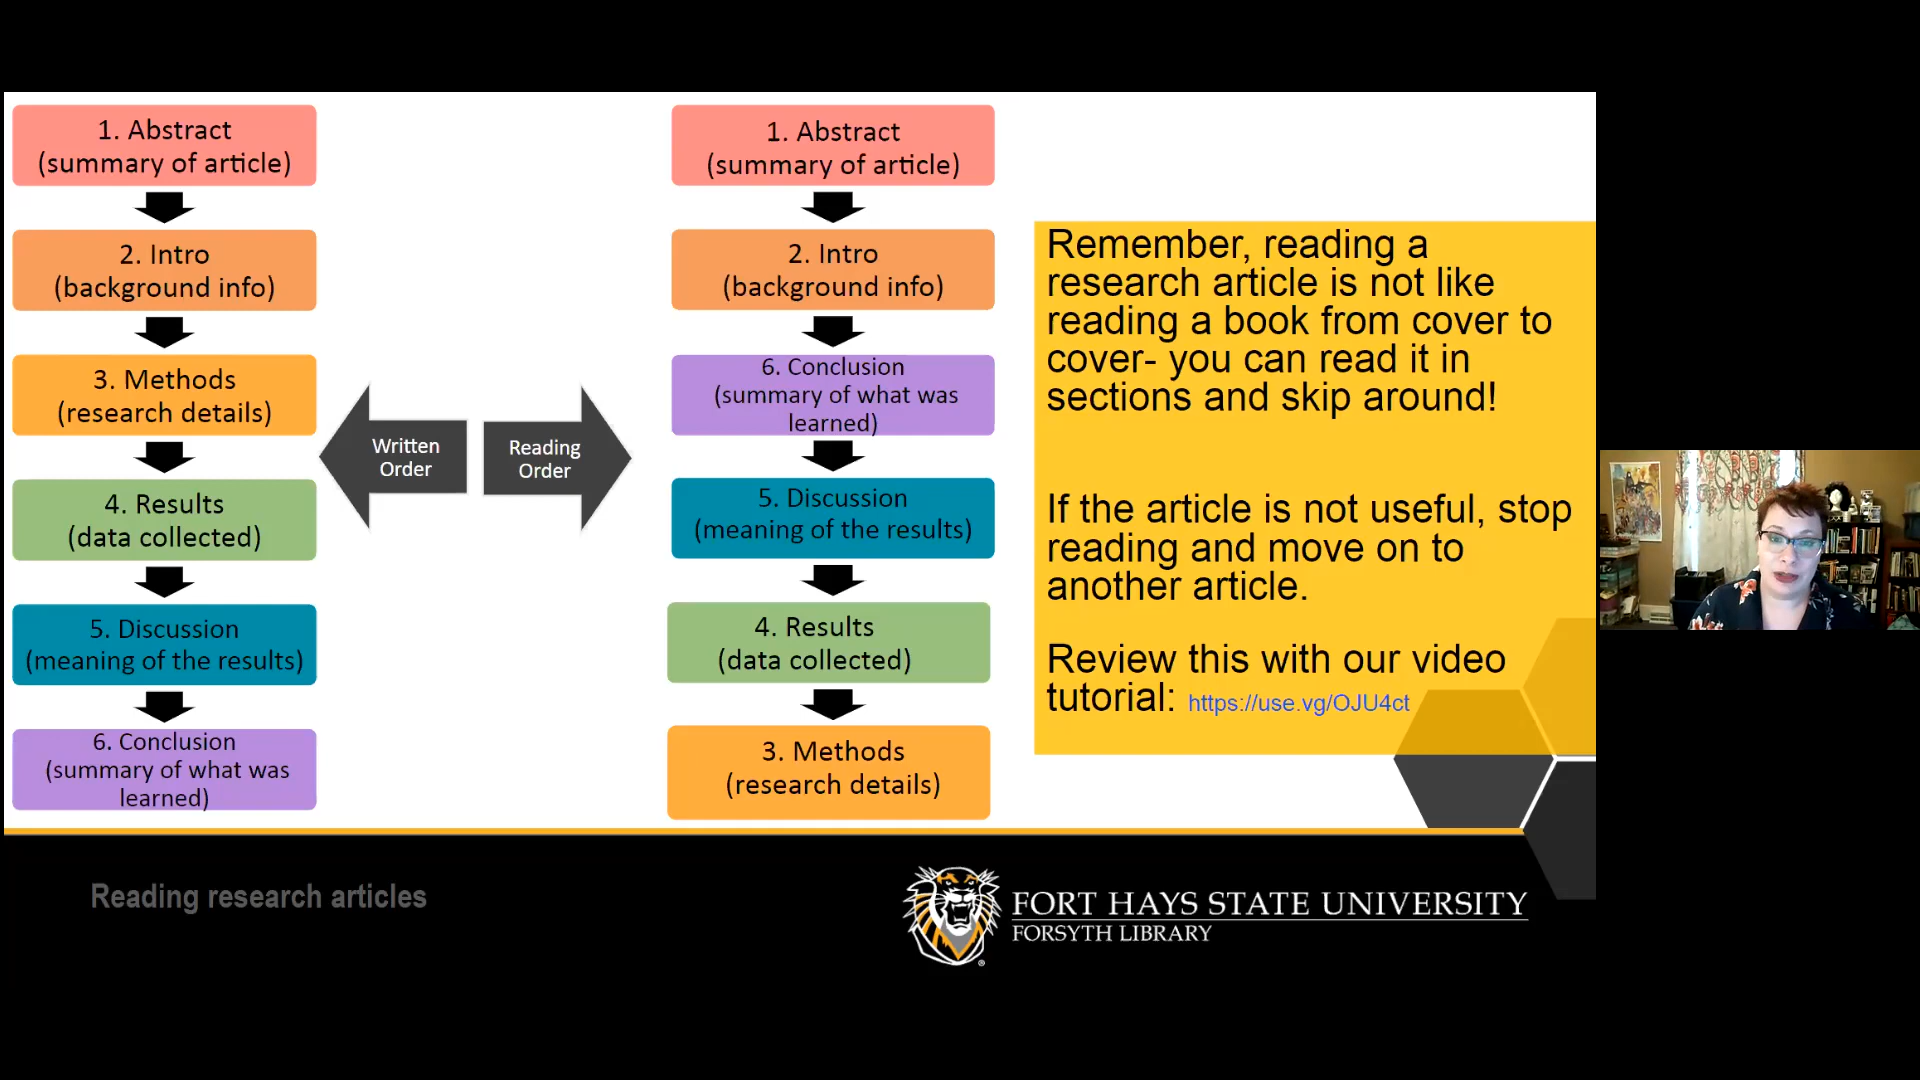 1. Abstract
(summary of article)
2. Intro
(background info)
3. Methods
(research details)
4. Results
(data collected)
5. Discussion
(meaning of the results)
6. Conclusion
(summary of what was
learned)
Written
Order
Reading
Order
1. Abstract
(summary of article)
2. Intro
(background info)
6. Conclusion
(summary of what was
learned)
5. Discussion
(meaning of the results)
4. Results
(data collected)
3. Methods
(research details)
Remember, reading a
research article is not like
reading a book from cover to
cover- you can read it in
sections and skip around!
If the article is not useful, stop
reading and move on to
another article.
Review this with our video
tutorial: https://use.vg/OJU4ct
Reading research articles
FORT HAYS STATE UNIVERSITY
FORSYTH LIBRARY
®